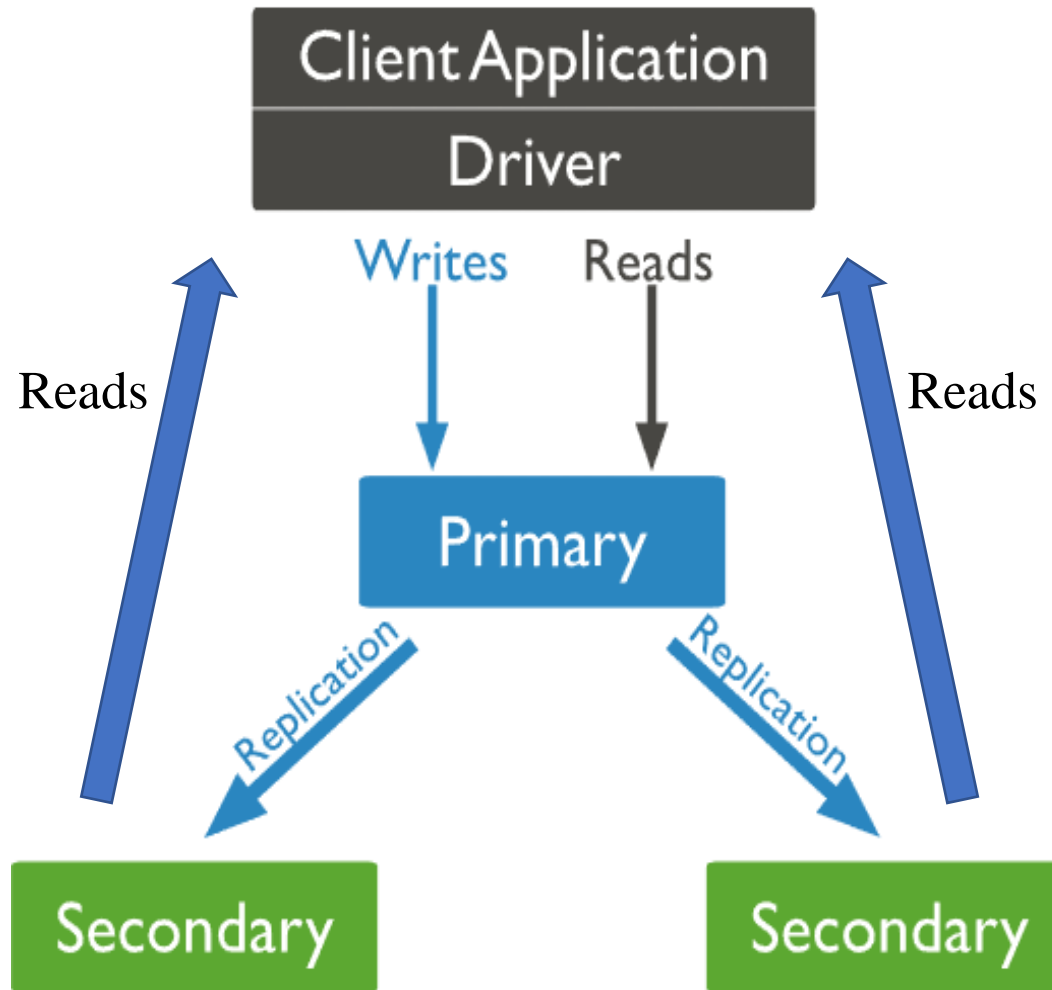 Client Application
Driver
Writes
Reads
Reads
Reads
Primary
Replication
Replication
Secondary
Secondary